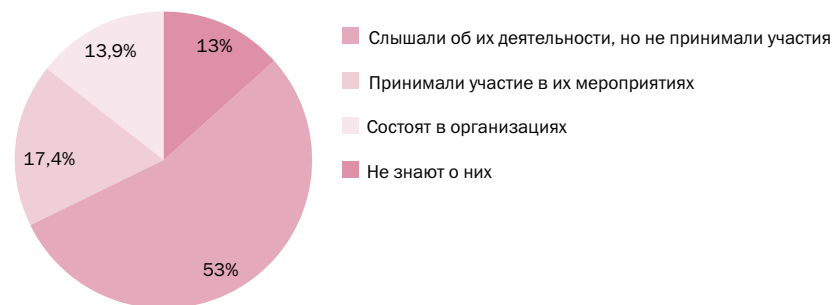 13,9%
13%
17,4%
53%
Слышали об их деятельности, но не принимали участия
Принимали участие в их мероприятиях
Состоят в организациях
Не знают о них